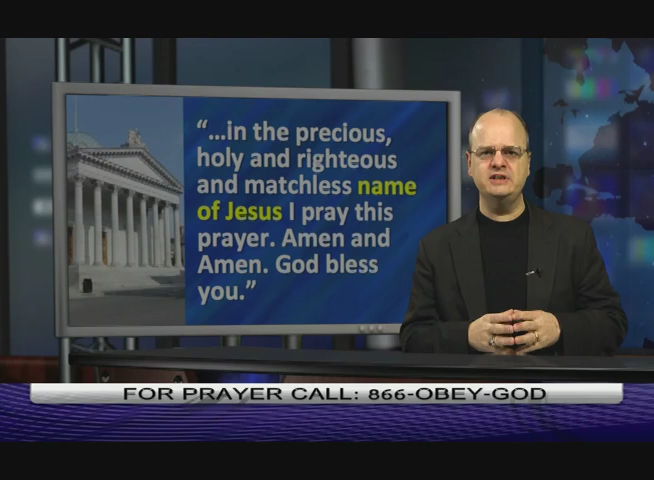 “...in the precious,
holy and righteous
and matchless name
of Jesus I pray this
prayer. Amen and
Amen. God bless
you.”
FOR PRAYER CALL: 866-OBEY-GOD